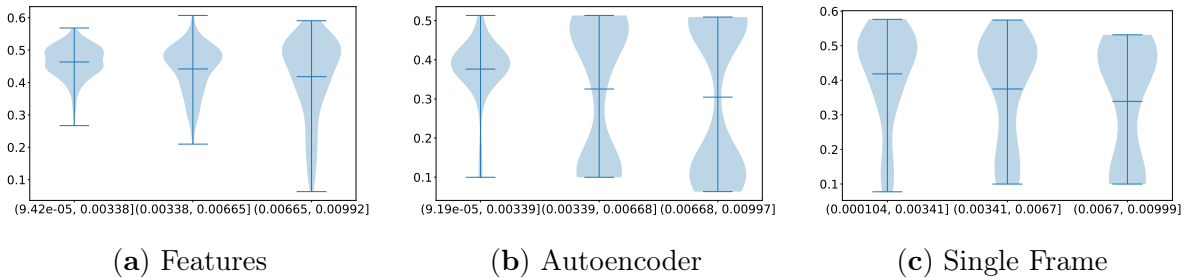 0.6
0.5
0.4
0.3
0.2
0.1
(9.42e-05, 0.00338] (0.00338, 0.00665] (0.00665, 0.00992]
(a) Features
0.5
0.4
0.3
0.2
0.1
(9.19e-05, 0.00339] (0.00339, 0.00668] (0.00668, 0.00997]
(b) Autoencoder
0.6
0.5
0.4
0.3
0.2
0.1
(0.000104, 0.00341] (0.00341, 0.0067] (0.0067, 0.00999]
(c) Single Frame